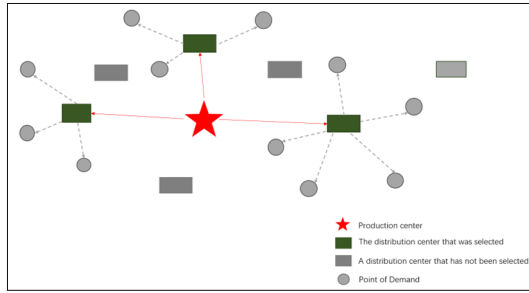 Production center
The distribution center that was selected
A distribution center that has not been selected
Point of Demand